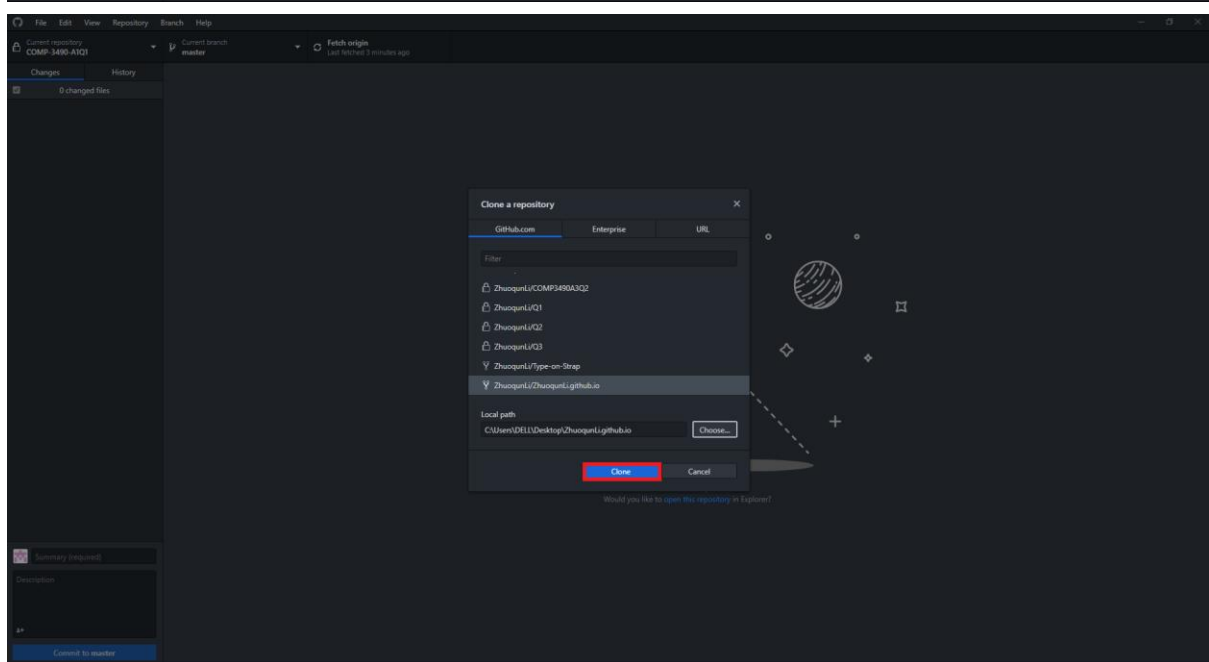 File Edit View Repository Branch Help
Current repository
COMP-3490-A1Q1
Current branch
master
Fetch origin
Last fetched 3 minutes ago
Changes History
0 changed files
Clone a repository
GitHub.com Enterprise URL
Filter
ZhuoqunLi/COMP3490A3Q2
ZhuoqunLi/Q1
ZhuoqunLi/Q2
ZhuoqunLi/Q3
ZhuoqunLi/Type-on-Strap
ZhuoqunLi/ZhuoqunLi.github.io
Local path
C:\Users\DELL\Desktop\ZhuoqunLi.github.io Choose...
Clone Cancel
Would you like to open this repository in Explorer?
Summary (required)
Description
Commit to master